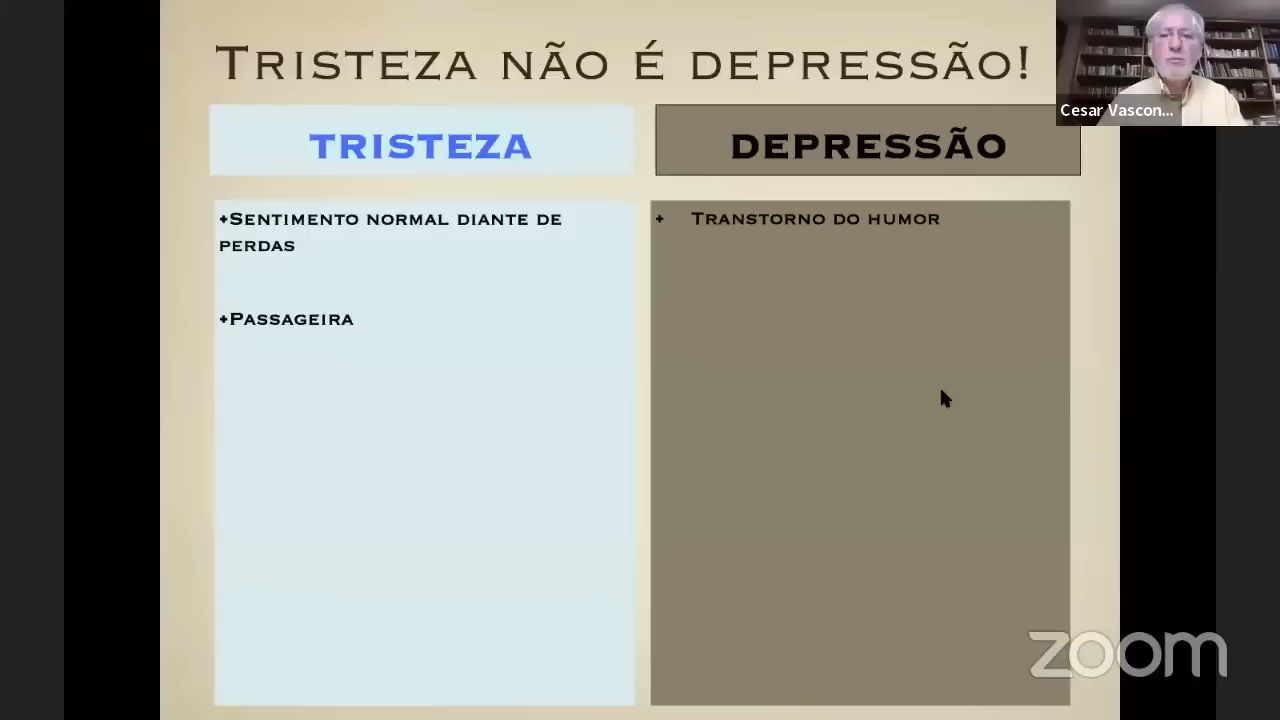 Tristeza não é depressão!
Cesar Vascon...
TRISTEZA
DEPRESSÃO
+Sentimento normal diante de
perdas
+Passageira
+ Transtorno do humor
zoom